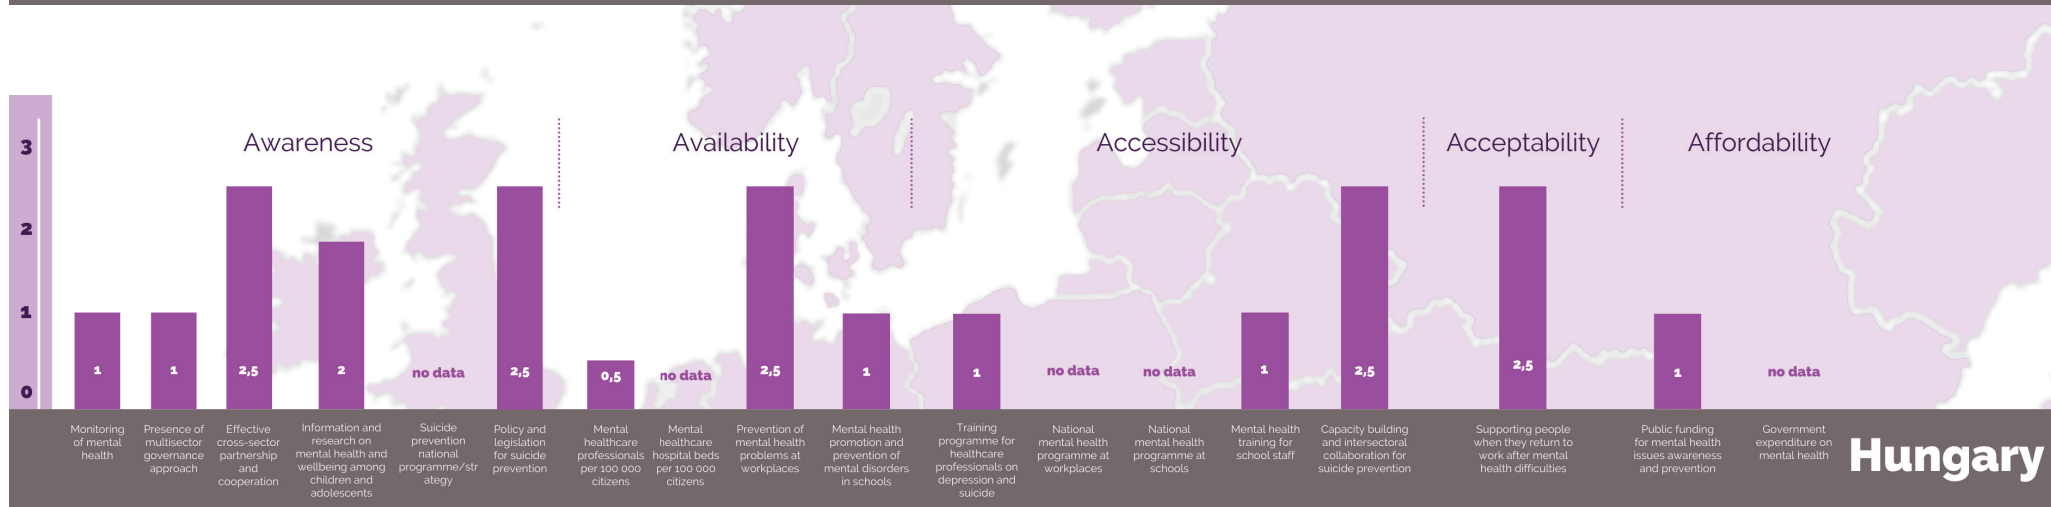 Awareness
Availability
Accessibility
Acceptability
Affordability
3
2
1
0
1
1
2,5
2
no data
2,5
0,5
no data
2,5
1
1
no data
no data
1
2,5
2,5
1
no data
Monitoring
of mental
health
Presence of
multisector
governance
approach
Effective
cross-sector
partnership
and
cooperation
Information and
research on
mental health and
wellbeing among
children and
adolescents
Suicide
prevention
national
programme/str
ategy
Policy and
legislation
for suicide
prevention
Mental
healthcare
professionals
per 100 000
citizens
Mental
healthcare
hospital beds
per 100 000
citizens
Prevention of
mental health
problems at
workplaces
Mental health
promotion and
prevention of
mental disorders
in schools
Training
programme for
healthcare
professionals on
depression and
suicide
National
mental health
programme at
workplaces
National
mental health
programme at
schools
Mental health
training for
school staff
Capacity building
and intersectoral
collaboration for
suicide prevention
Supporting people
when they return to
work after mental
health difficulties
Public funding
for mental health
issues awareness
and prevention
Government
expenditure on
mental health
Hungary